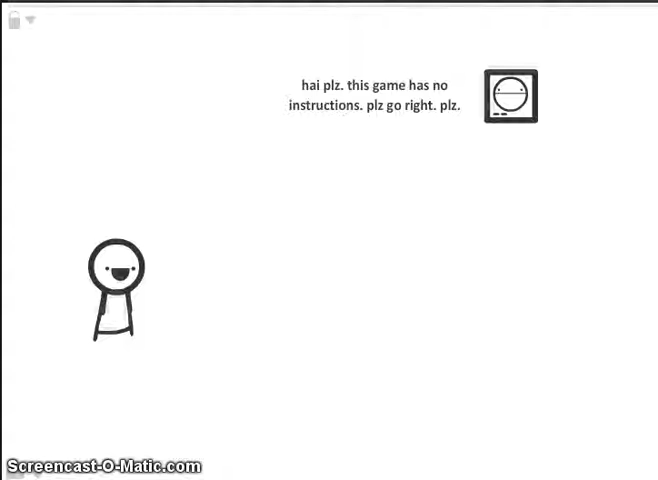 hai plz. this game has no
instructions. plz go right. plz.
Screencast-O-Matic.com